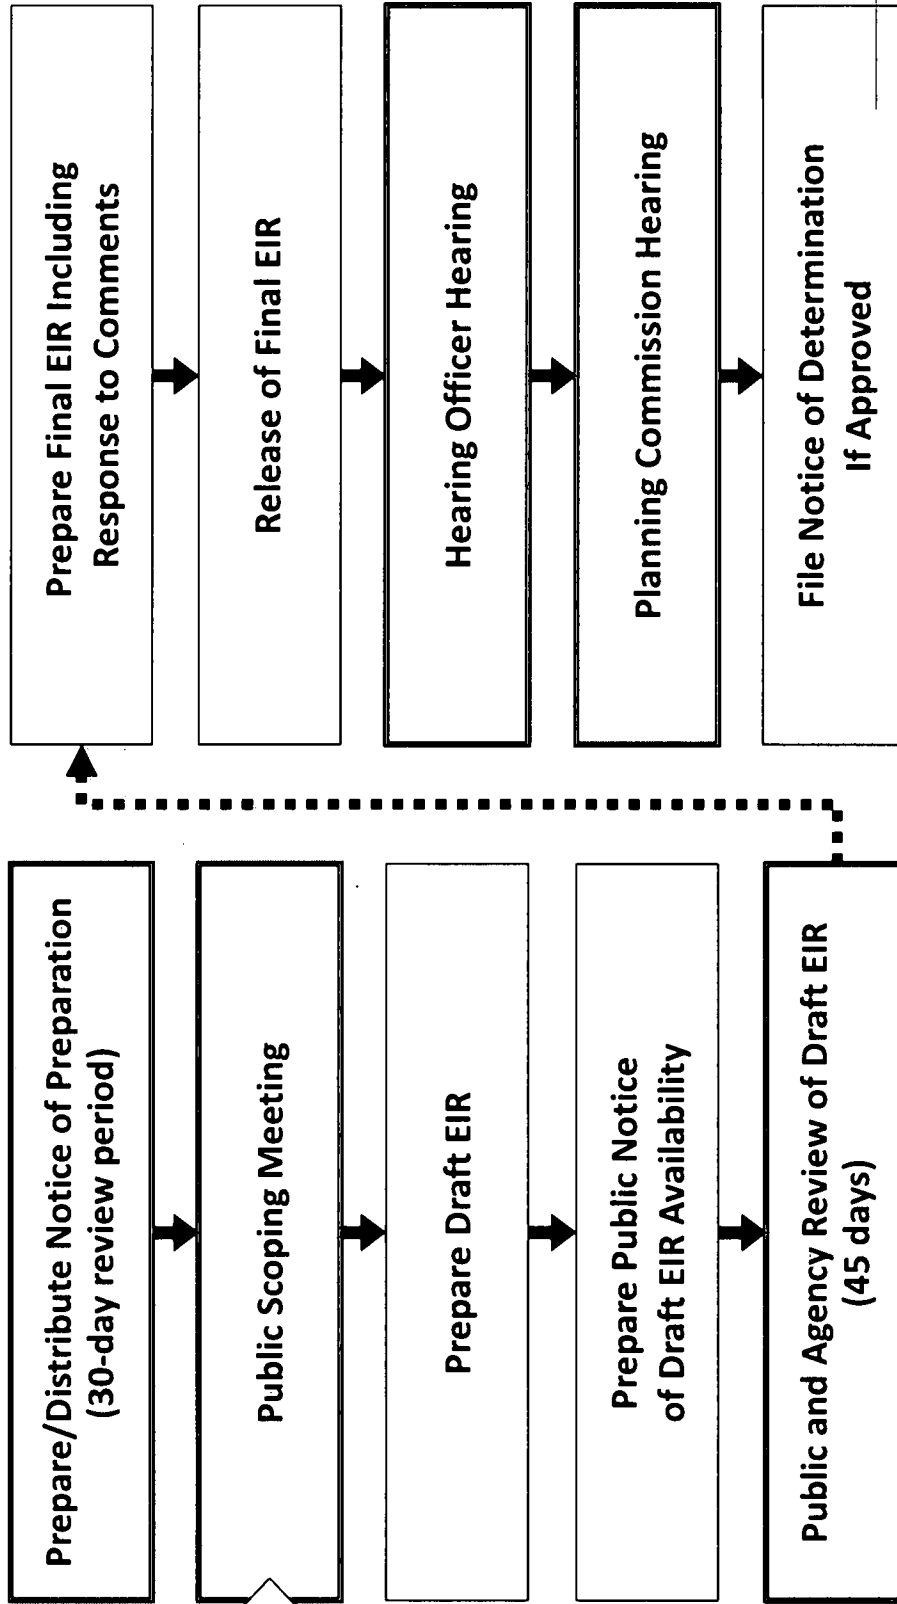 Prepare/Distribute Notice of Preparation
(30-day review period)
Public Scoping Meeting
Prepare Draft EIR
Prepare Public Notice
of Draft EIR Availability
Public and Agency Review of Draft EIR
(45 days)
Prepare Final EIR Including
Response to Comments
Release of Final EIR
Hearing Officer Hearing
Planning Commission Hearing
File Notice of Determination
If Approved